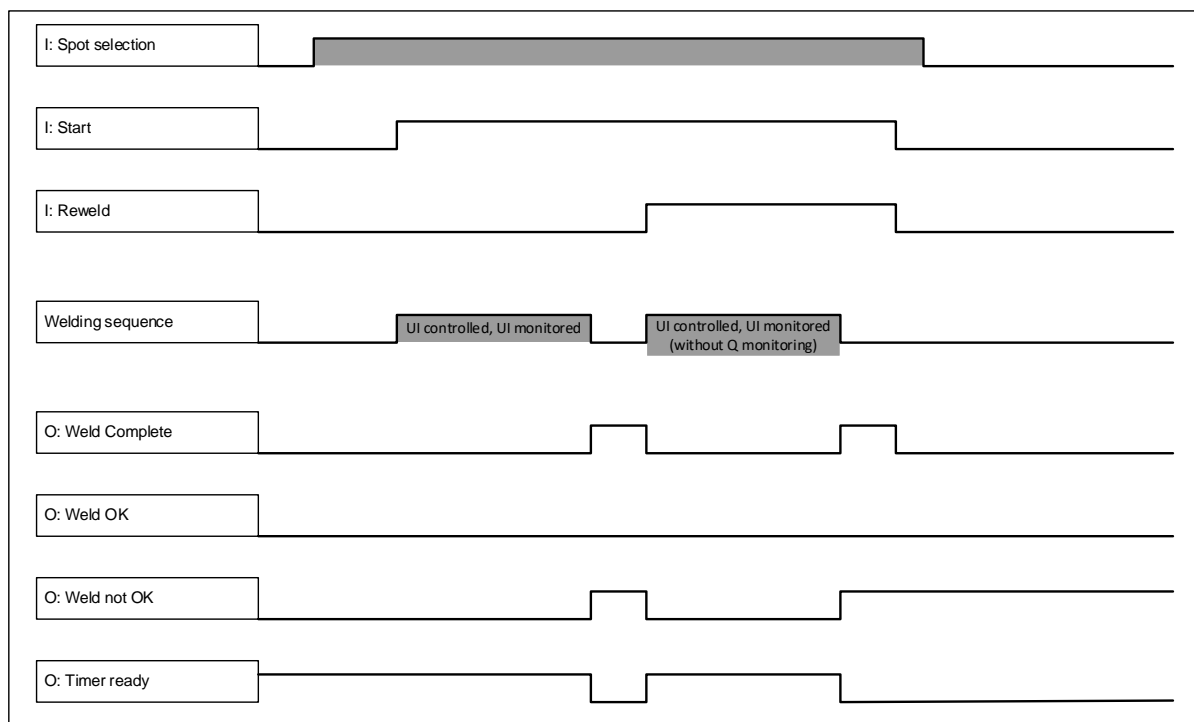 I: Spot selection
I: Start
I: Reweld
Welding sequence
UI controlled, UI monitored
UI controlled, UI monitored
(without Q monitoring)
O: Weld Complete
O: Weld OK
O: Weld not OK
O: Timer ready